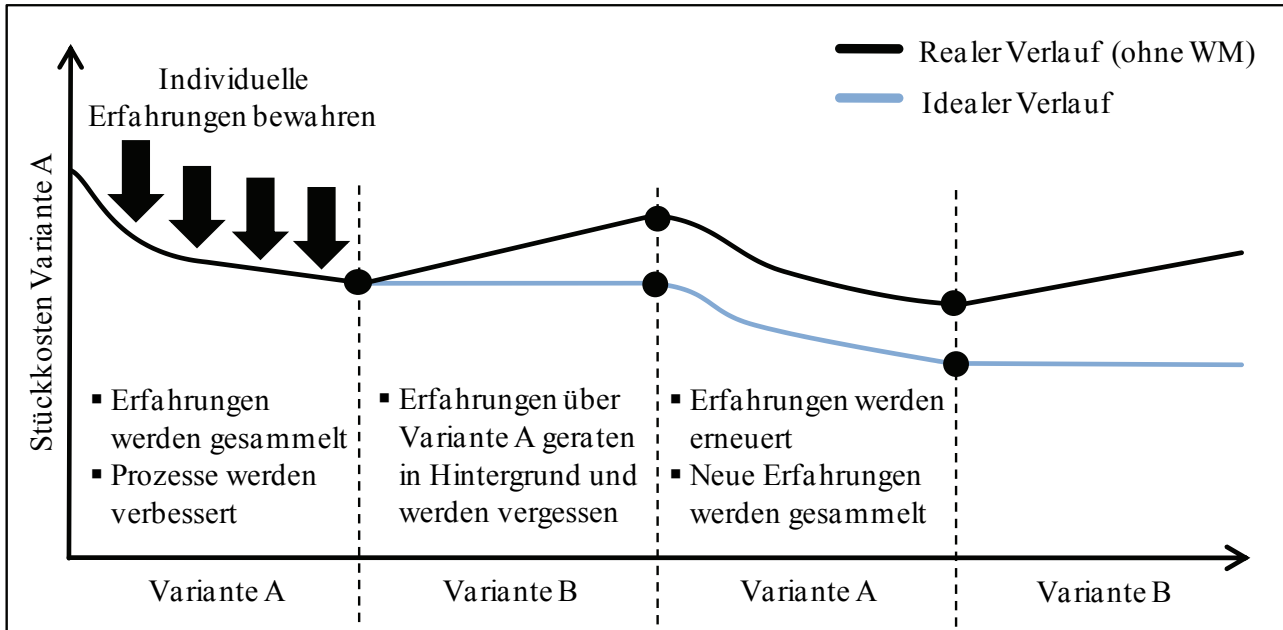 Realer Verlauf (ohne WM)
Idealer Verlauf
Individuelle
Erfahrungen bewahren
Stückkosten Variante A
▪ Erfahrungen
werden gesammelt
▪ Prozesse werden
verbessert
▪ Erfahrungen über
Variante A geraten
in Hintergrund und
werden vergessen
▪ Erfahrungen werden
erneuert
▪ Neue Erfahrungen
werden gesammelt
Variante A
Variante B
Variante A
Variante B